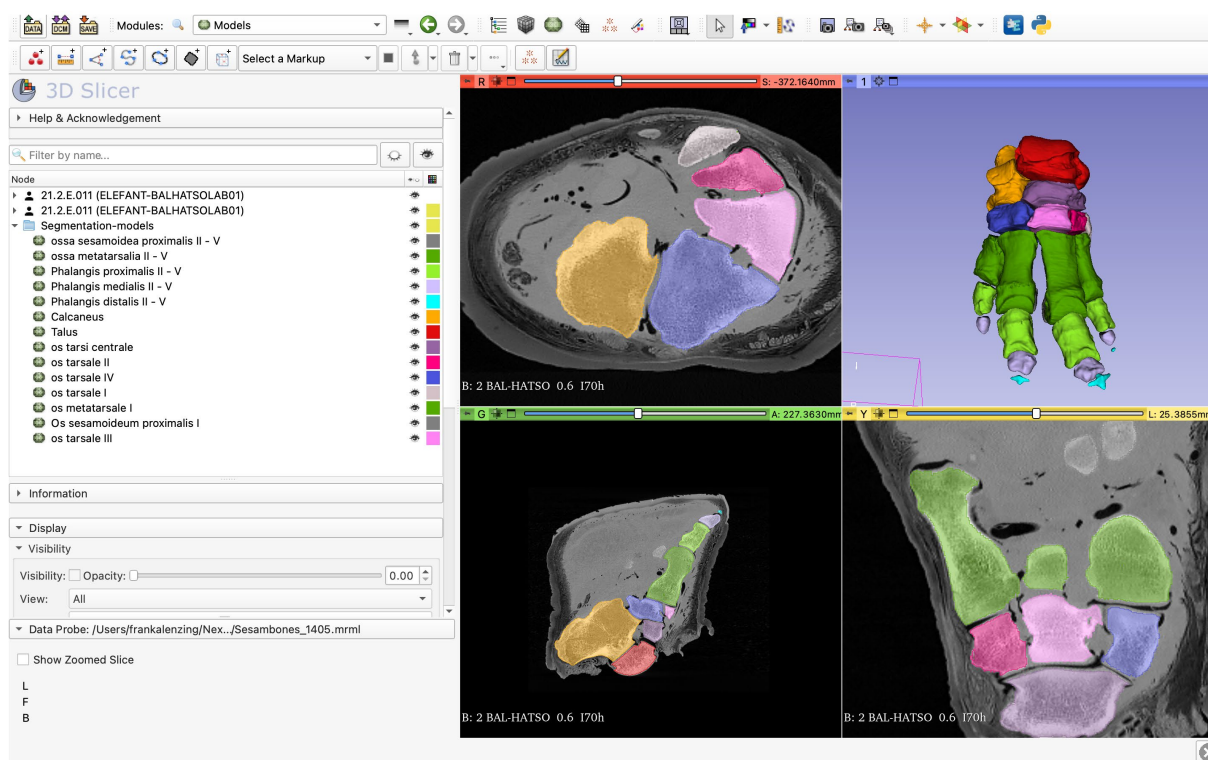 DATA DCM SAVE Modules: Models
Select a Markup
3D Slicer
Help & Acknowledgement
Filter by name...
Node
21.2.E.011 (ELEFANT-BALHATSOLAB01)
21.2.E.011 (ELEFANT-BALHATSOLAB01)
Segmentation-models
ossa sesamoidea proximalis II - V
ossa metatarsalia II - V
Phalangis proximalis II - V
Phalangis medialis II - V
Phalangis distalis II - V
Calcaneus
Talus
os tarsi centrale
os tarsale II
os tarsale IV
os tarsale I
os metatarsale I
Os sesamoideum proximalis I
os tarsale III
Information
Display
Visibility
Visibility: Opacity: 0.00
View: All
Data Probe: /Users/frankalenzing/Nex.../Sesambones_1405.mrml
Show Zoomed Slice
L
F
B
R S: -372.1640mm
B: 2 BAL-HATSO 0.6 I70h
1
I
G A: 227.3630mm
B: 2 BAL-HATSO 0.6 I70h
Y L: 25.3855mm
B: 2 BAL-HATSO 0.6 I70h